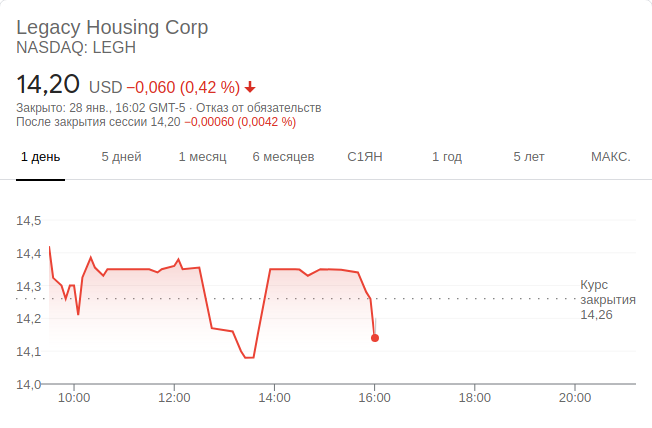 Legacy Housing Corp
NASDAQ: LEGH
14,20 USD −0,060 (0,42 %)
Закрыто: 28 янв., 16:02 GMT-5 · Отказ от обязательств
После закрытия сессии 14,20 −0,00060 (0,0042 %)
1 день 5 дней 1 месяц 6 месяцев С1ЯН 1 год 5 лет МАКС.
14,5
14,4
14,3
14,2
14,1
14,0
Курс
закрытия
14,26
10:00 12:00 14:00 16:00 18:00 20:00